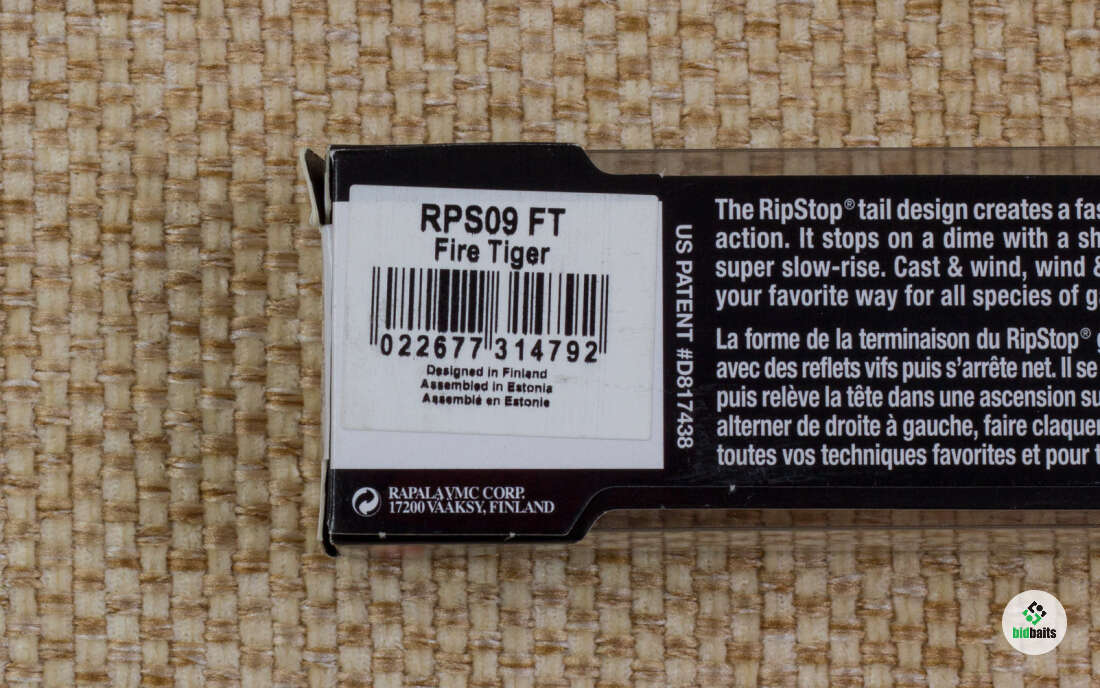 RPS09 FT
Fire Tiger
022677 314792
Designed in Finland
Assembled in Estonia
Assemblé en Estonie
RAPALA VMC CORP.
17200 VÄÄKSY, FINLAND
US PATENT #D817438
The RipStop® tail design creates a fas
action. It stops on a dime with a sh
super slow-rise. Cast & wind, wind &
your favorite way for all species of g
La forme de la terminaison du RipStop® g
avec des reflets vifs puis s'arrête net. Il se
puis relève la tête dans une ascension su
alterner de droite à gauche, faire claquer
toutes vos techniques favorites et pour t
bidbaits